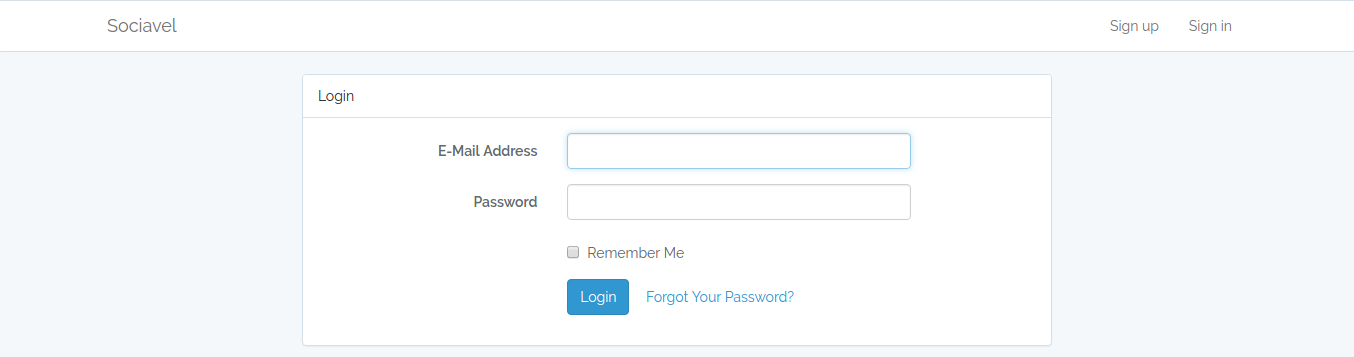 Sociavel
Sign up
Sign in
Login
E-Mail Address
Password
Remember Me
Login
Forgot Your Password?